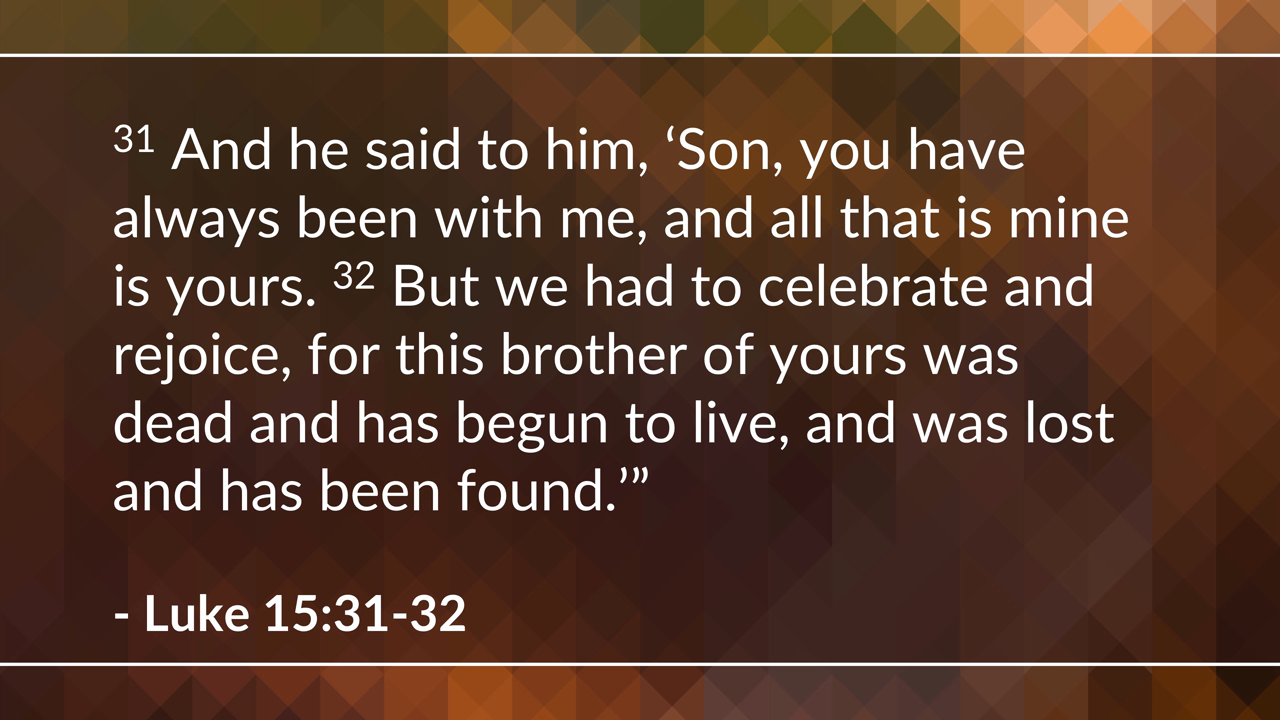 31 And he said to him, ‘Son, you have
always been with me, and all that is mine
is yours. 32 But we had to celebrate and
rejoice, for this brother of yours was
dead and has begun to live, and was lost
and has been found.’”
- Luke 15:31-32